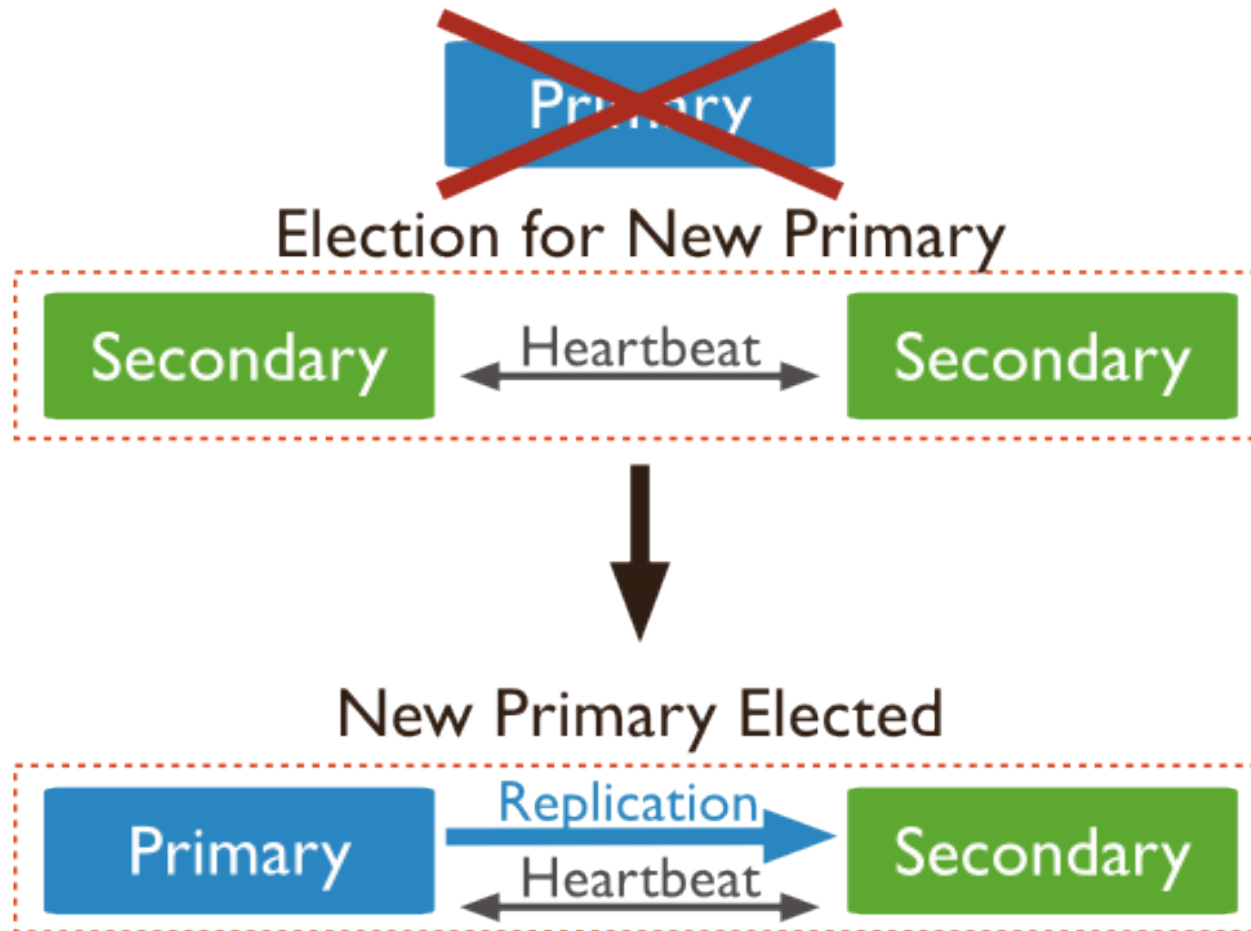 Primary
Election for New Primary
Secondary
Heartbeat
Secondary
New Primary Elected
Primary
Replication
Heartbeat
Secondary